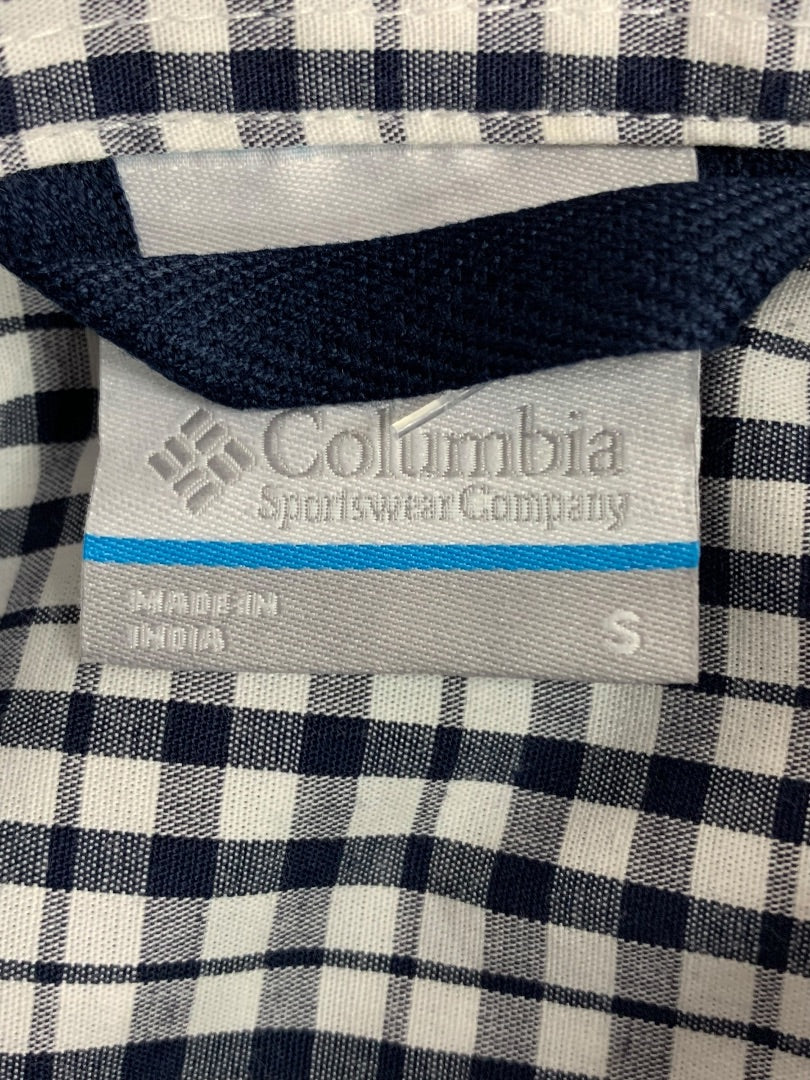 Columbia
Sportswear Company
MADE IN
INDIA
S